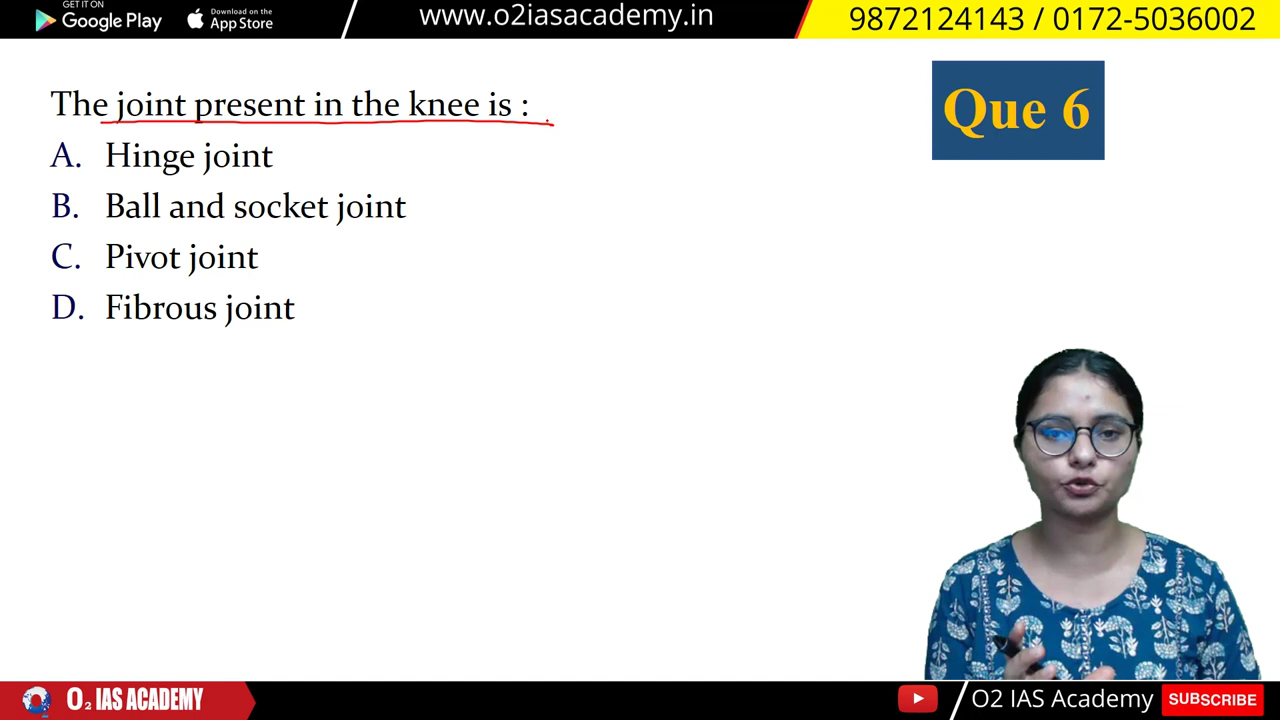 GET IT ON
Google Play
Download on the
App Store
www.o2iasacademy.in
9872124143 / 0172-5036002
The joint present in the knee is :
Que 6
A. Hinge joint
B. Ball and socket joint
C. Pivot joint
D. Fibrous joint
O2 IAS ACADEMY
O2 IAS Academy
SUBSCRIBE